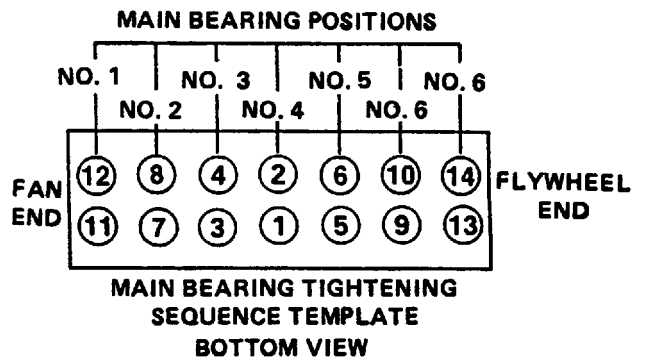 MAIN BEARING POSITIONS
NO. 1 NO. 3 NO. 5 NO. 6
NO. 2 NO. 4 NO. 6
FAN END
12 8 4 2 6 10 14
11 7 3 1 5 9 13
FLYWHEEL END
MAIN BEARING TIGHTENING
SEQUENCE TEMPLATE
BOTTOM VIEW